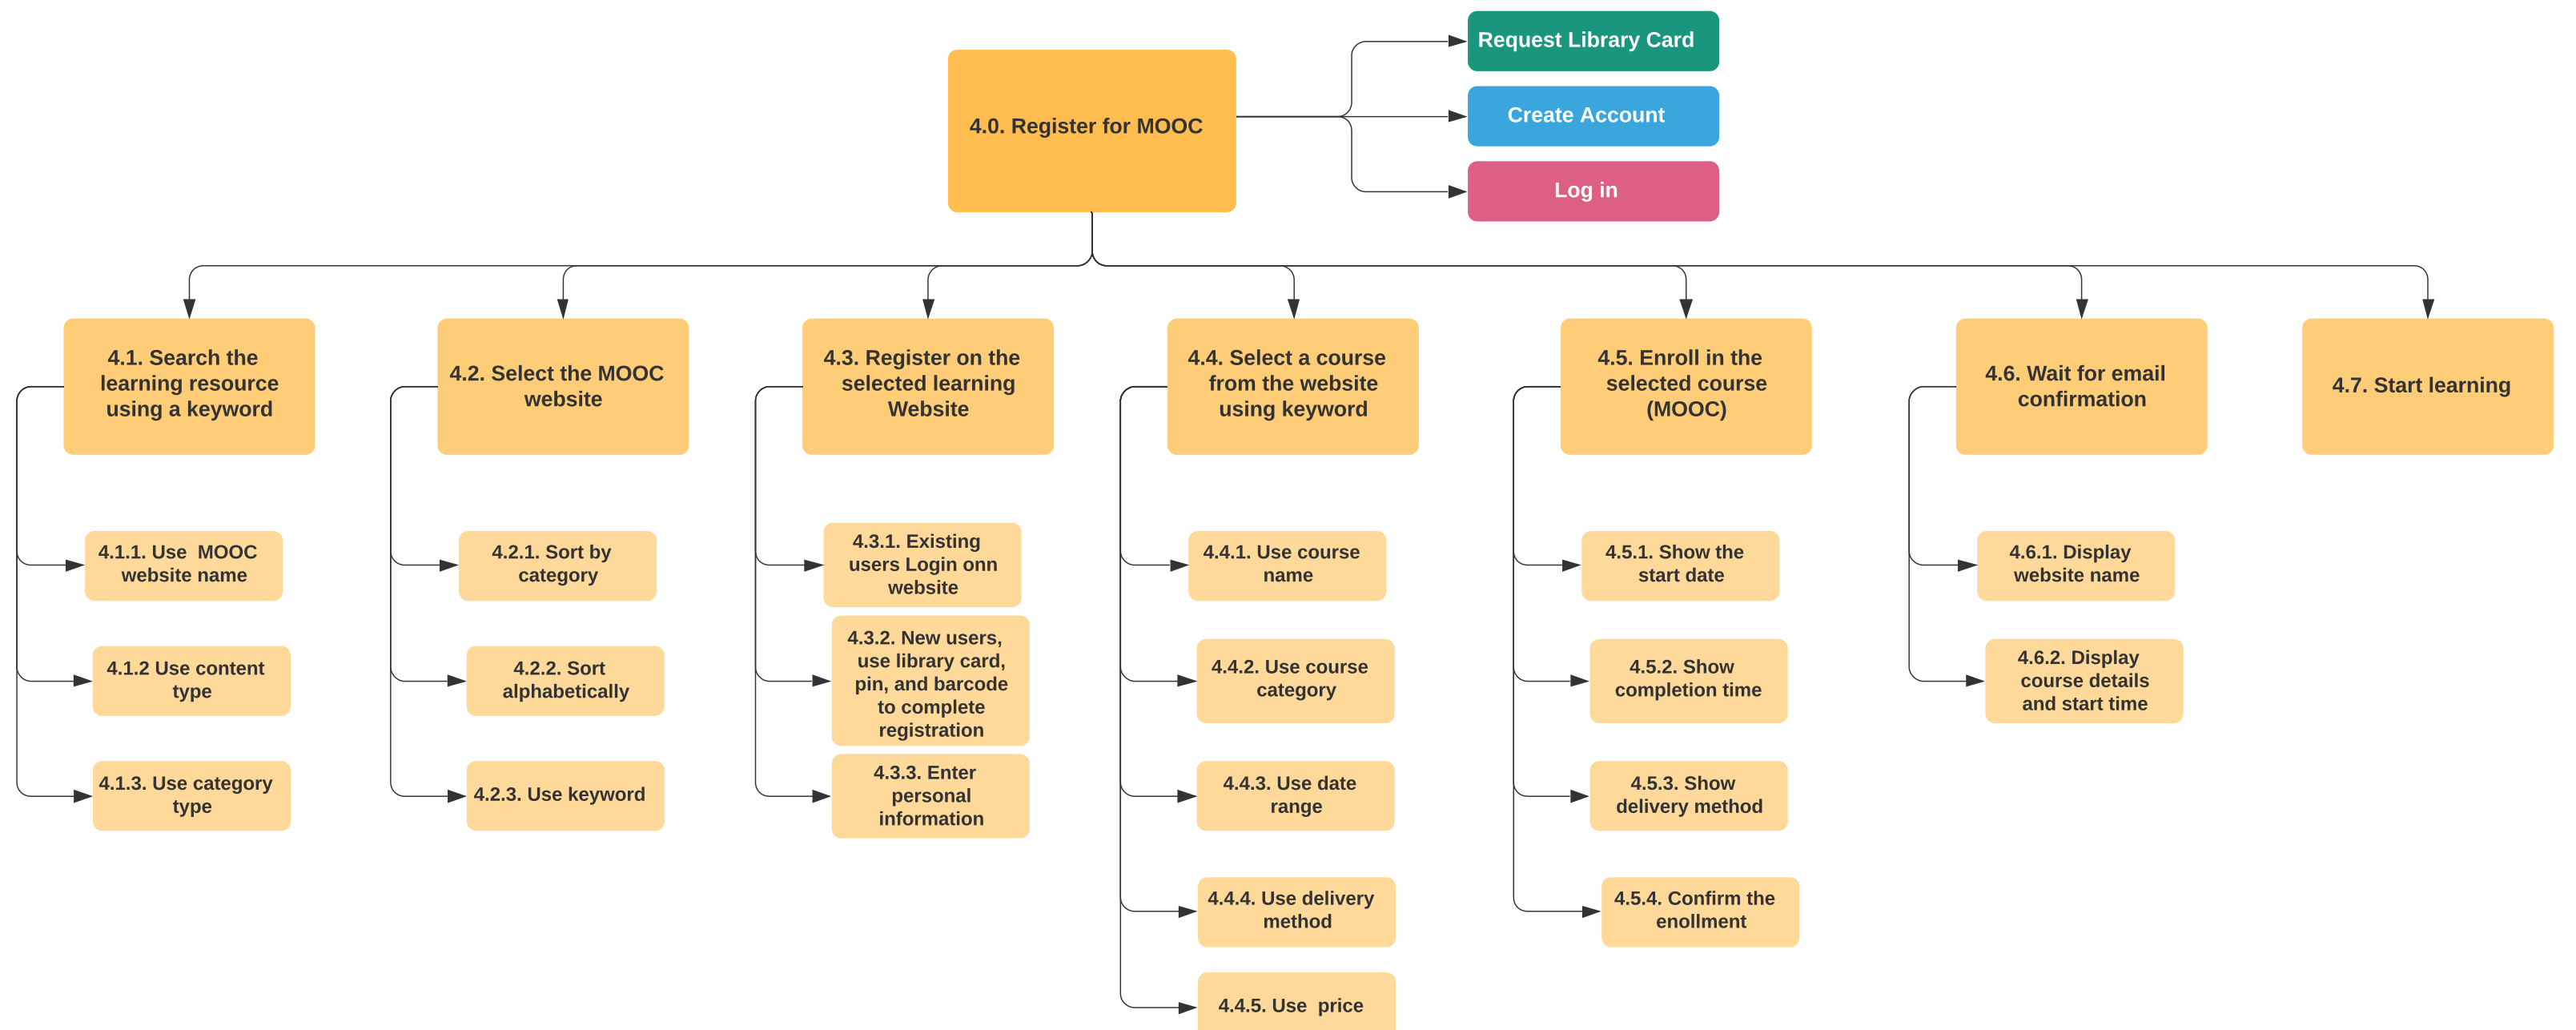 Request Library Card
4.0. Register for MOOC
Create Account
Log in
4.1. Search the
learning resource
using a keyword
4.2. Select the MOOC
website
4.3. Register on the
selected learning
Website
4.4. Select a course
from the website
using keyword
4.5. Enroll in the
selected course
(MOOC)
4.6. Wait for email
confirmation
4.7. Start learning
4.1.1. Use  MOOC
website name
4.1.2 Use content
type
4.1.3. Use category
type
4.2.1. Sort by
category
4.2.2. Sort
alphabetically
4.2.3. Use keyword
4.3.1. Existing
users Login onn
website
4.3.2. New users,
use library card,
pin, and barcode
to complete
registration
4.3.3. Enter
personal
information
4.4.1. Use course
name
4.4.2. Use course
category
4.4.3. Use date
range
4.4.4. Use delivery
method
4.4.5. Use  price
4.5.1. Show the
start date
4.5.2. Show
completion time
4.5.3. Show
delivery method
4.5.4. Confirm the
enollment
4.6.1. Display
website name
4.6.2. Display
course details
and start time